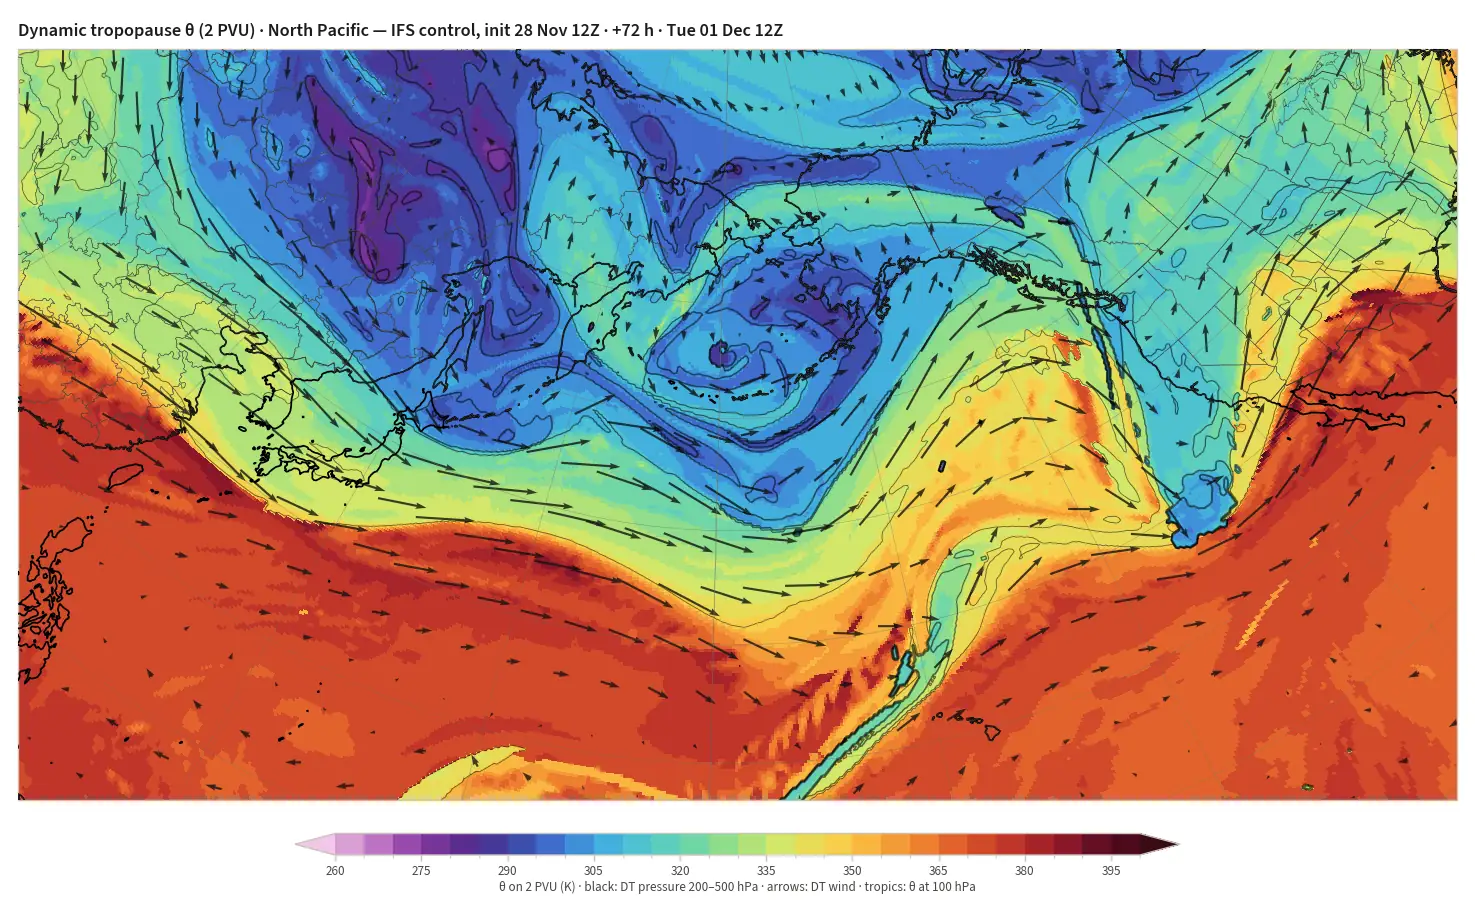 Dynamic tropopause θ (2 PVU) · North Pacific — IFS control, init 28 Nov 12Z · +72 h · Tue 01 Dec 12Z
260 275 290 305 320 335 350 365 380 395
θ on 2 PVU (K) · black: DT pressure 200–500 hPa · arrows: DT wind · tropics: θ at 100 hPa